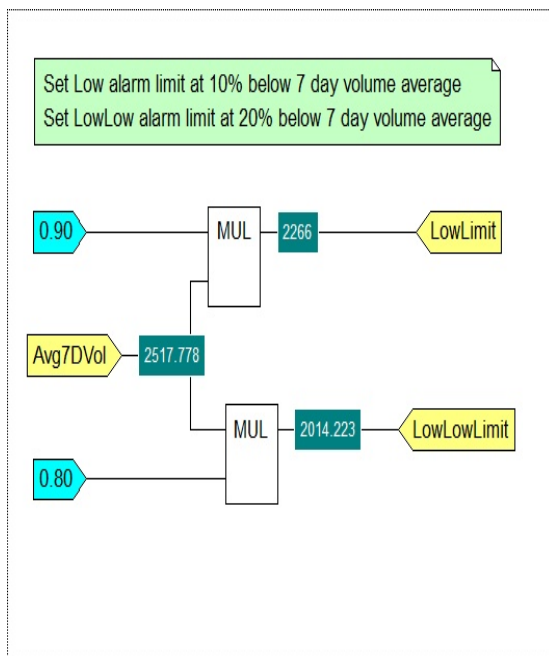 Set Low alarm limit at 10% below 7 day volume average
Set LowLow alarm limit at 20% below 7 day volume average
0.90
MUL
2266
LowLimit
Avg7DVol
2517.778
MUL
2014.223
LowLowLimit
0.80